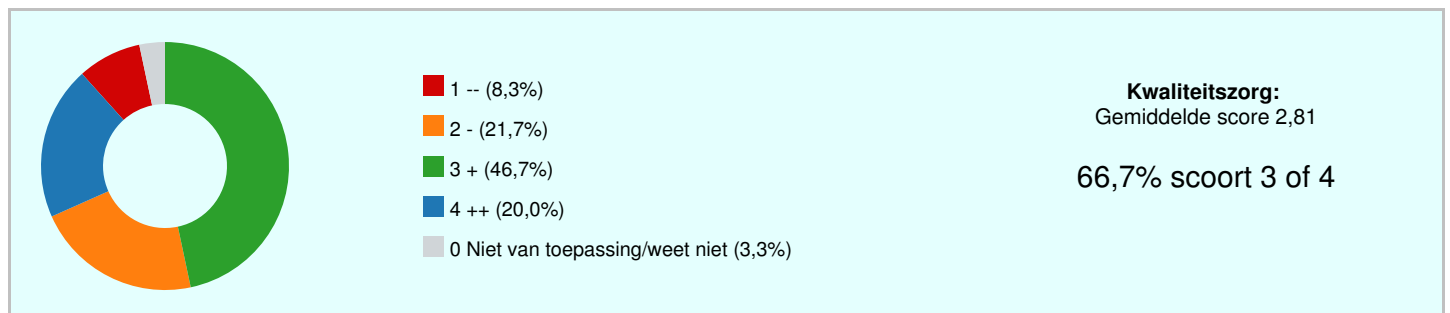 1 -- (8,3%)
2 - (21,7%)
3 + (46,7%)
4 ++ (20,0%)
0 Niet van toepassing/weet niet (3,3%)
Kwaliteitszorg:
Gemiddelde score 2,81
66,7% scoort 3 of 4